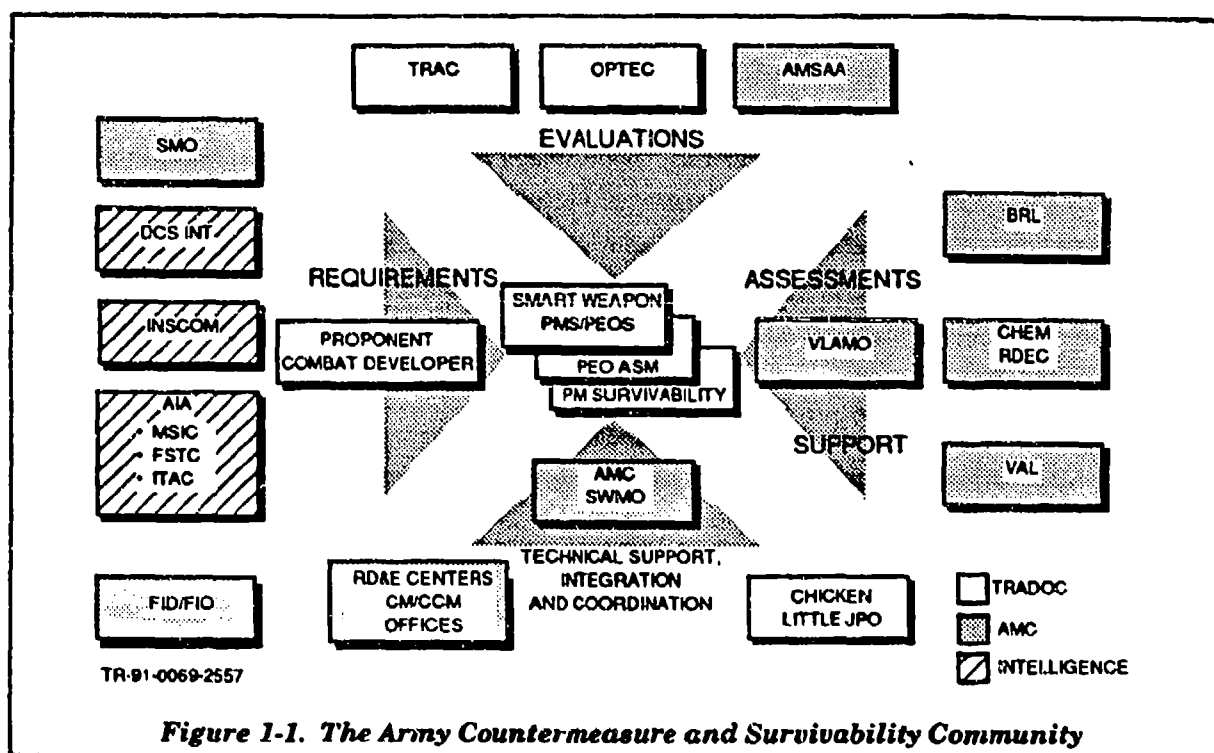 TRAC
OPTEC
AMSAA
EVALUATIONS
SMO
DCS INT
INSCOM
AIA
• MSIC
• FSTC
• ITAC
FID/FIO
REQUIREMENTS
PROPONENT
COMBAT DEVELOPER
SMART WEAPON
PMS/PEOS
PEO ASM
PM SURVIVABILITY
ASSESSMENTS
VLAMO
SUPPORT
BRL
CHEM
RDEC
VAL
AMC
SWMO
TECHNICAL SUPPORT,
INTEGRATION
AND COORDINATION
RD&E CENTERS
CM/CCM
OFFICES
CHICKEN
LITTLE JPO
TRADOC
AMC
INTELLIGENCE
TR-91-0069-2557
Figure 1-1. The Army Countermeasure and Survivability Community